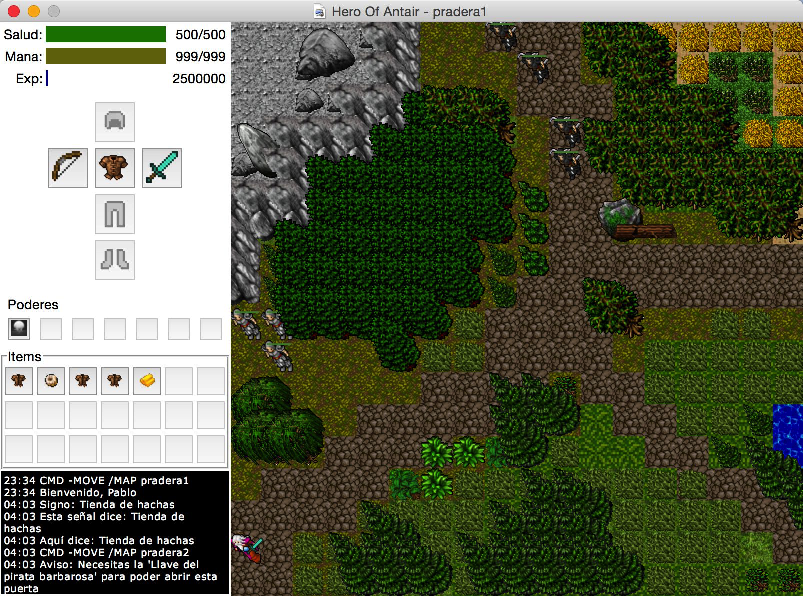 Hero Of Antair - pradera1
Salud: 500/500
Mana: 999/999
Exp: 2500000
Poderes
Items
23:34 CMD -MOVE /MAP pradera1
23:34 Bienvenido, Pablo
04:03 Signo: Tienda de hachas
04:03 Esta señal dice: Tienda de
hachas
04:03 Aquí dice: Tienda de hachas
04:03 CMD -MOVE /MAP pradera2
04:03 Aviso: Necesitas la 'Llave del
pirata barbarosa' para poder abrir esta
puerta